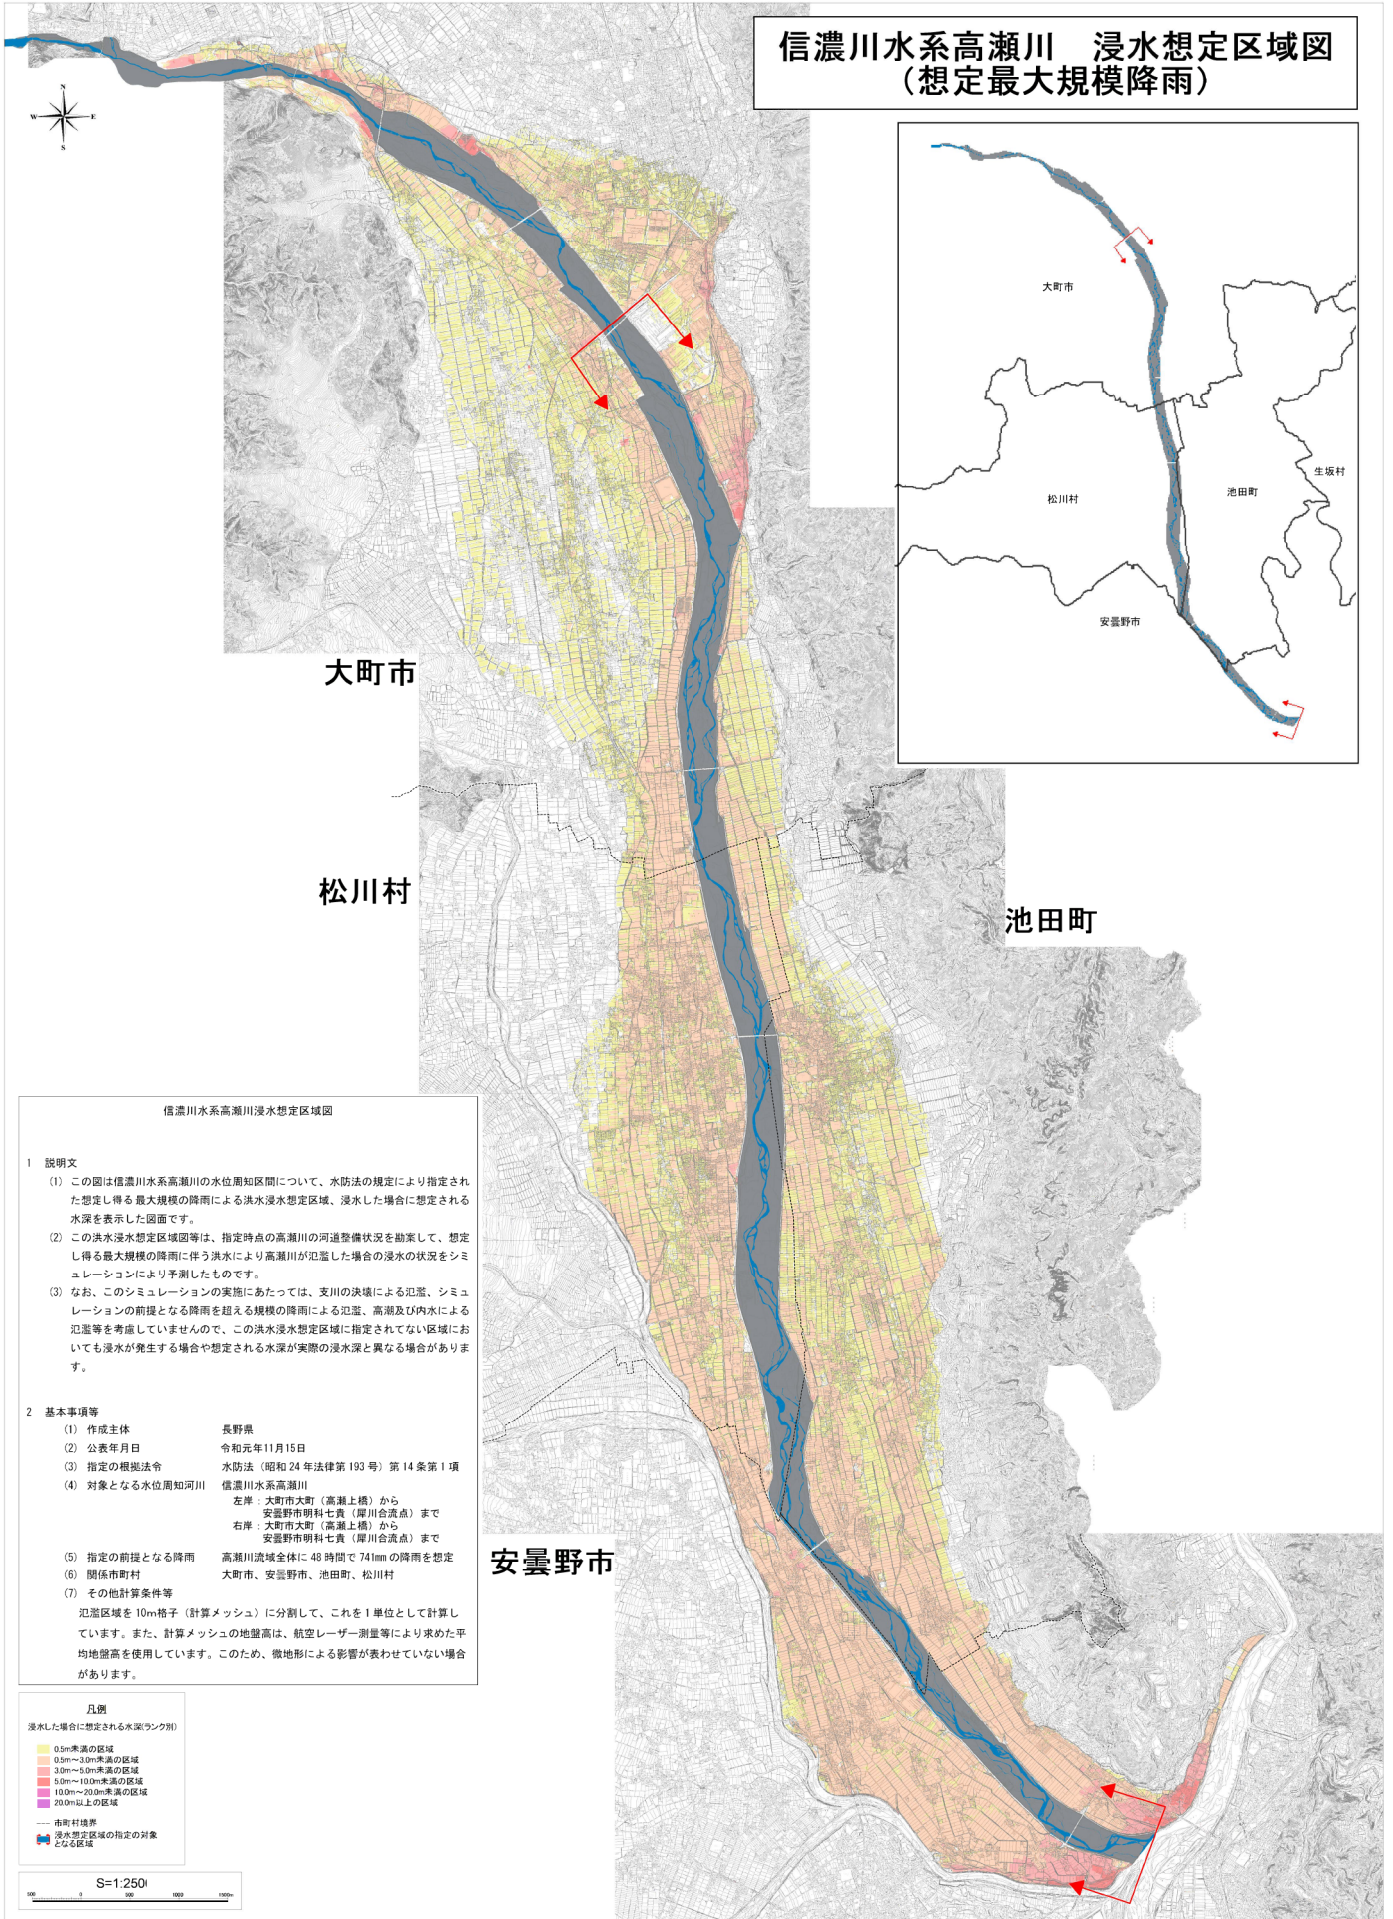 信濃川水系高瀬川　浸水想定区域図
（想定最大規模降雨）
N
W
E
S
大町市
松川村
池田町
生坂村
安曇野市
大町市
松川村
池田町
安曇野市
信濃川水系高瀬川浸水想定区域図
1　説明文
(1) この図は信濃川水系高瀬川の水位周知区間について、水防法の規定により指定され
た想定し得る最大規模の降雨による洪水浸水想定区域、浸水した場合に想定される
水深を表示した図面です。
(2) この洪水浸水想定区域図等は、指定時点の高瀬川の河道整備状況を勘案して、想定
し得る最大規模の降雨に伴う洪水により高瀬川が氾濫した場合の浸水の状況をシミ
ュレーションにより予測したものです。
(3) なお、このシミュレーションの実施にあたっては、支川の決壊による氾濫、シミュ
レーションの前提となる降雨を超える規模の降雨による氾濫、高潮及び内水による
氾濫等を考慮していませんので、この洪水浸水想定区域に指定されてない区域にお
いても浸水が発生する場合や想定される水深が実際の浸水深と異なる場合がありま
す。
2　基本事項等
(1) 作成主体　長野県
(2) 公表年月日　令和元年11月15日
(3) 指定の根拠法令　水防法（昭和24年法律第193号）第14条第1項
(4) 対象となる水位周知河川　信濃川水系高瀬川
左岸：大町市大町（高瀬上橋）から
安曇野市明科七貴（犀川合流点）まで
右岸：大町市大町（高瀬上橋）から
安曇野市明科七貴（犀川合流点）まで
(5) 指定の前提となる降雨　高瀬川流域全体に48時間で741mmの降雨を想定
(6) 関係市町村　大町市、安曇野市、池田町、松川村
(7) その他計算条件等
氾濫区域を10m格子（計算メッシュ）に分割して、これを1単位として計算し
ています。また、計算メッシュの地盤高は、航空レーザー測量等により求めた平
均地盤高を使用しています。このため、微地形による影響が表わせていない場合
があります。
凡例
浸水した場合に想定される水深(ランク別)
0.5m未満の区域
0.5m～3.0m未満の区域
3.0m～5.0m未満の区域
5.0m～10.0m未満の区域
10.0m～20.0m未満の区域
20.0m以上の区域
市町村境界
浸水想定区域の指定の対象
となる区域
S=1:250
500 0 500 1000 1500m